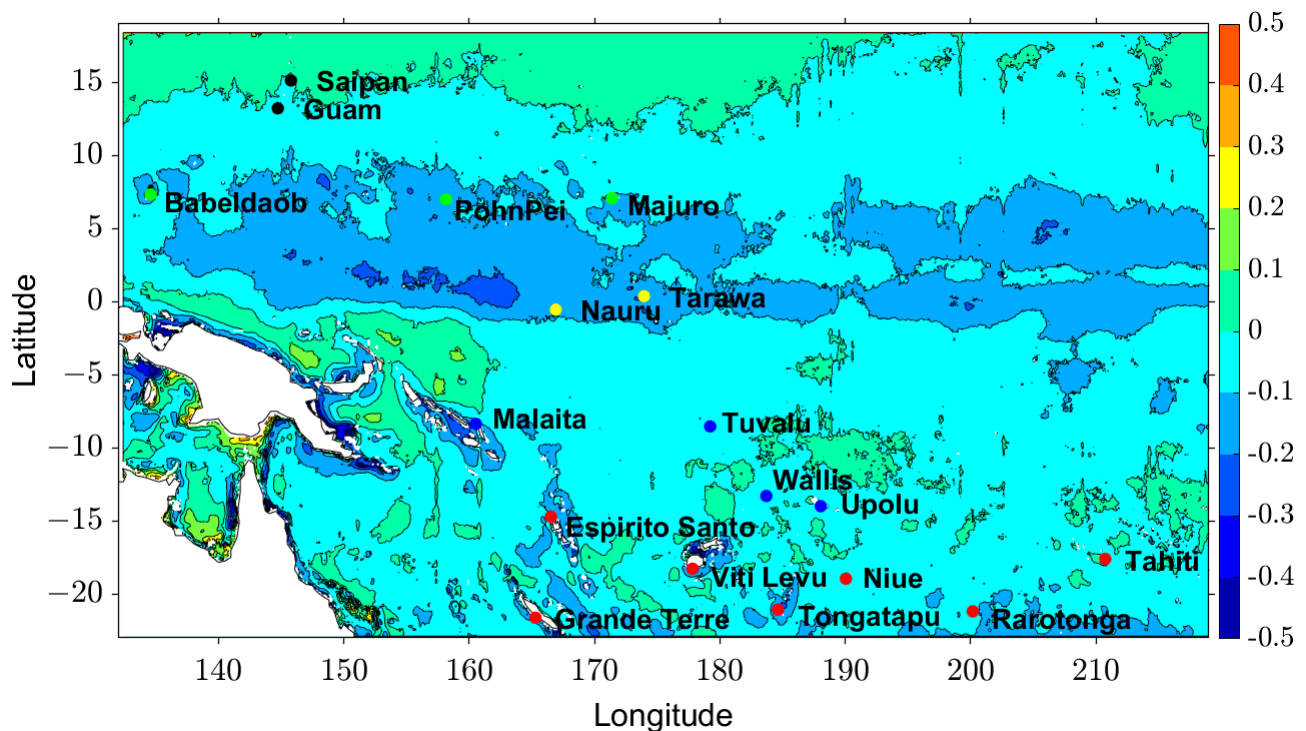 0.5
15
Saipan
0.4
Guam
10
0.3
Babeldaob
PohnPei
Majuro
0.2
5
0.1
0
Nauru
Tarawa
0
−5
-0.1
Malaita
Tuvalu
−10
-0.2
Wallis
Upolu
−15
Espirito Santo
-0.3
Tahiti
Viti Levu
Niue
-0.4
−20
Grande Terre
Tongatapu
Rarotonga
-0.5
140
150
160
170
180
190
200
210
Latitude
Longitude